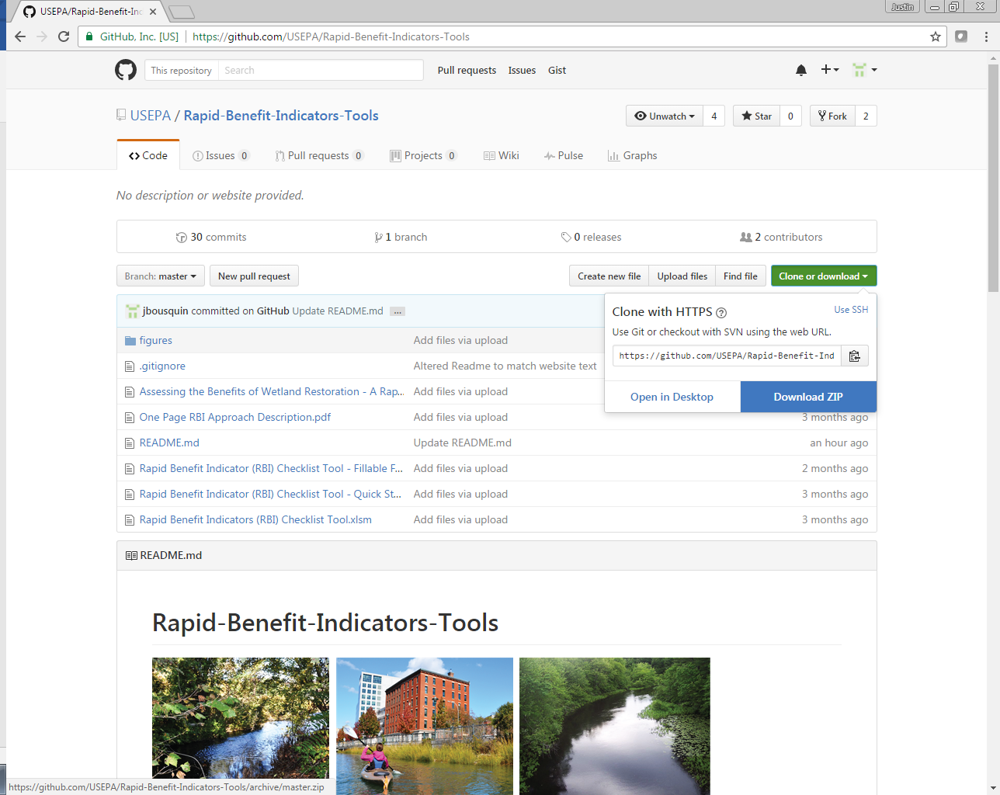 USEPA/Rapid-Benefit-Inc
Justin
GitHub, Inc. [US] https://github.com/USEPA/Rapid-Benefit-Indicators-Tools
This repository Search Pull requests Issues Gist
USEPA / Rapid-Benefit-Indicators-Tools Unwatch 4 Star 0 Fork 2
Code Issues 0 Pull requests 0 Projects 0 Wiki Pulse Graphs
No description or website provided.
30 commits 1 branch 0 releases 2 contributors
Branch: master New pull request Create new file Upload files Find file Clone or download
jbousquin committed on GitHub Update README.md ...
Clone with HTTPS Use SSH
Use Git or checkout with SVN using the web URL.
https://github.com/USEPA/Rapid-Benefit-Ind
Open in Desktop Download ZIP
figures Add files via upload
.gitignore Altered Readme to match website text
Assessing the Benefits of Wetland Restoration - A Rap... Add files via upload
One Page RBI Approach Description.pdf Add files via upload 3 months ago
README.md Update README.md an hour ago
Rapid Benefit Indicator (RBI) Checklist Tool - Fillable F... Add files via upload 2 months ago
Rapid Benefit Indicator (RBI) Checklist Tool - Quick St... Add files via upload 3 months ago
Rapid Benefit Indicators (RBI) Checklist Tool.xlsm Add files via upload 3 months ago
README.md
Rapid-Benefit-Indicators-Tools
https://github.com/USEPA/Rapid-Benefit-Indicators-Tools/archive/master.zip